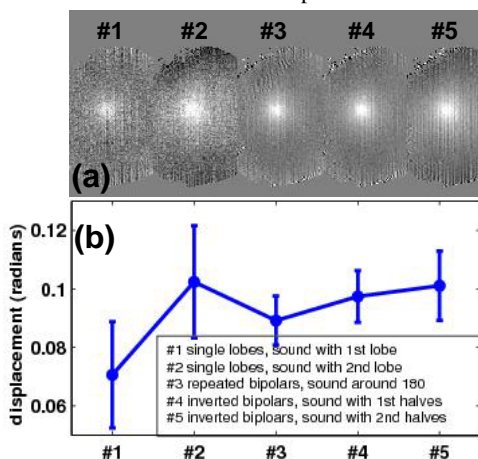 #1 #2 #3 #4 #5
(a)
(b)
displacement (radians)
0.12
0.1
0.08
0.06
#1 single lobes, sound with 1st lobe
#2 single lobes, sound with 2nd lobe
#3 repeated bipolars, sound around 180
#4 inverted bipolars, sound with 1st halves
#5 inverted biploars, sound with 2nd halves
#1 #2 #3 #4 #5